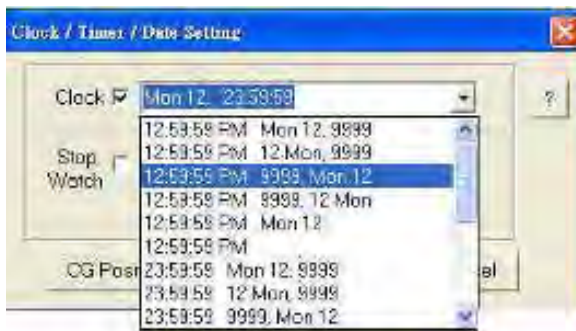 Clock / Timer / Date Setting
Clock Mon 12, 23:59:59
?
12:59:59 PM Mon 12, 9999
Stop 12:59:59 PM 12 Mon, 9999
Watch 12:59:59 PM 9999, Mon 12
12:59:59 PM 9999, 12 Mon
12:59:59 PM Mon 12
12:59:59 PM
CG Posi 23:59:59 Mon 12, 9999 el
23:59:59 12 Mon, 9999
23:59:59 9999, Mon 12